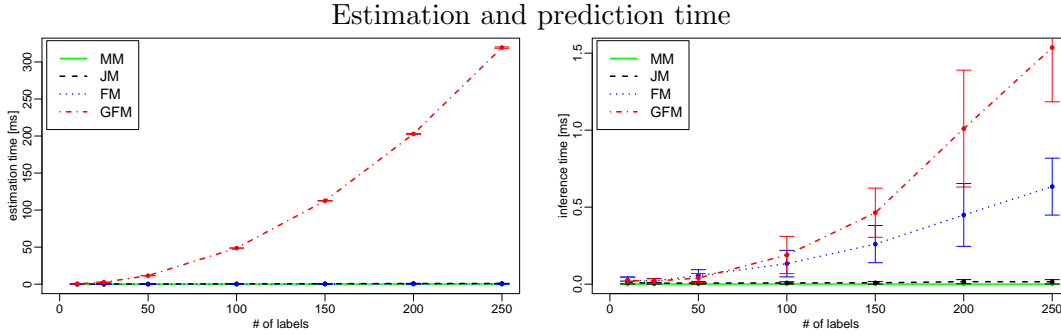 Estimation and prediction time
MM
JM
FM
GFM
estimation time [ms]
0
50
100
150
200
250
300
0
50
100
150
200
250
# of labels
MM
JM
FM
GFM
inference time [ms]
0.0
0.5
1.0
1.5
0
50
100
150
200
250
# of labels